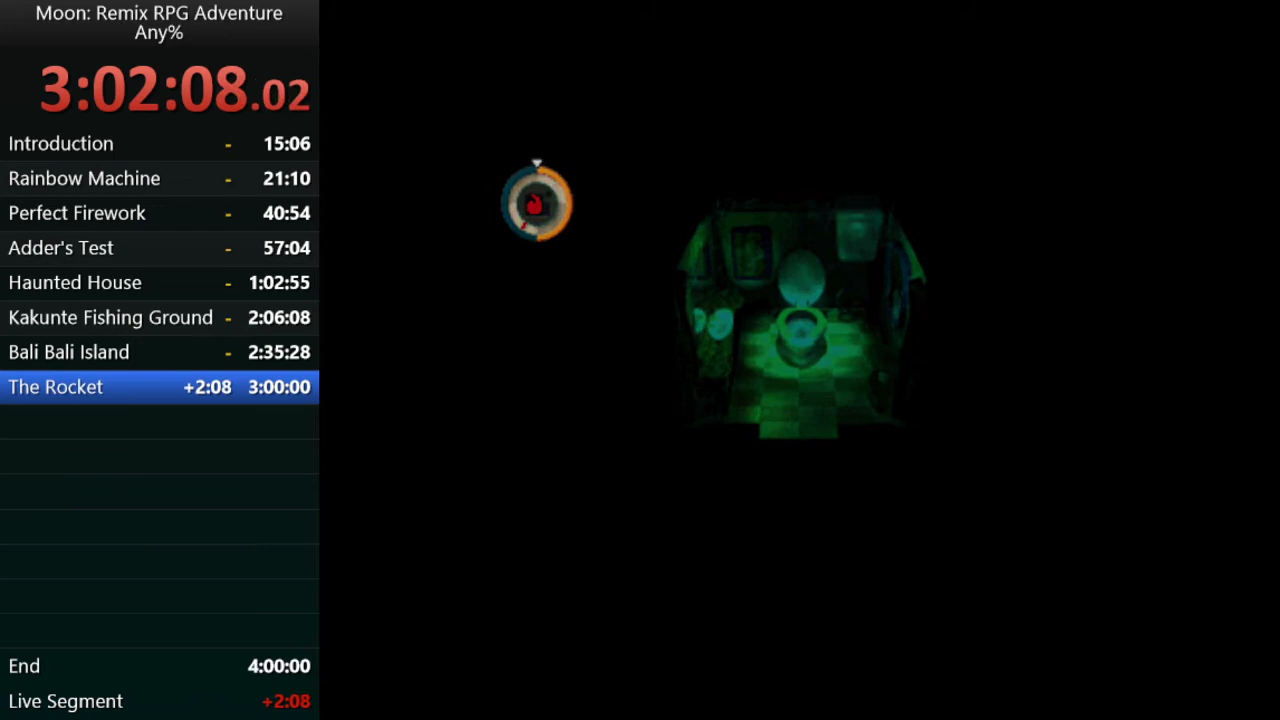 Moon: Remix RPG Adventure
Any%
3:02:08.02
Introduction - 15:06
Rainbow Machine - 21:10
Perfect Firework - 40:54
Adder's Test - 57:04
Haunted House - 1:02:55
Kakunte Fishing Ground - 2:06:08
Bali Bali Island - 2:35:28
The Rocket +2:08 3:00:00
End 4:00:00
Live Segment +2:08